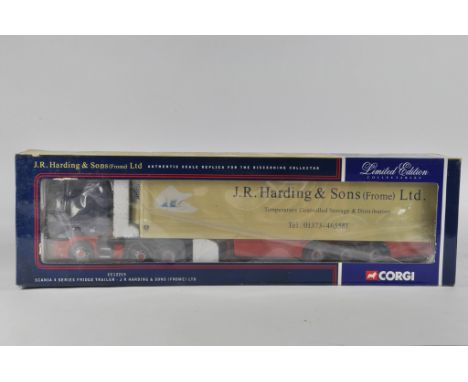 J.R. Harding & Sons (Frome) Ltd AUTHENTIC SCALE REPLICA FOR THE DISCERNING COLLECTOR
Limited Edition
COLLECTABLES
J.R. Harding & Sons (Frome) Ltd.
Temperature Controlled Storage & Distribution
Tel: 01373-465581
SCANIA 4 SERIES FRIDGE TRAILER - J R HARDING & SONS (FROME) LTD
CORGI